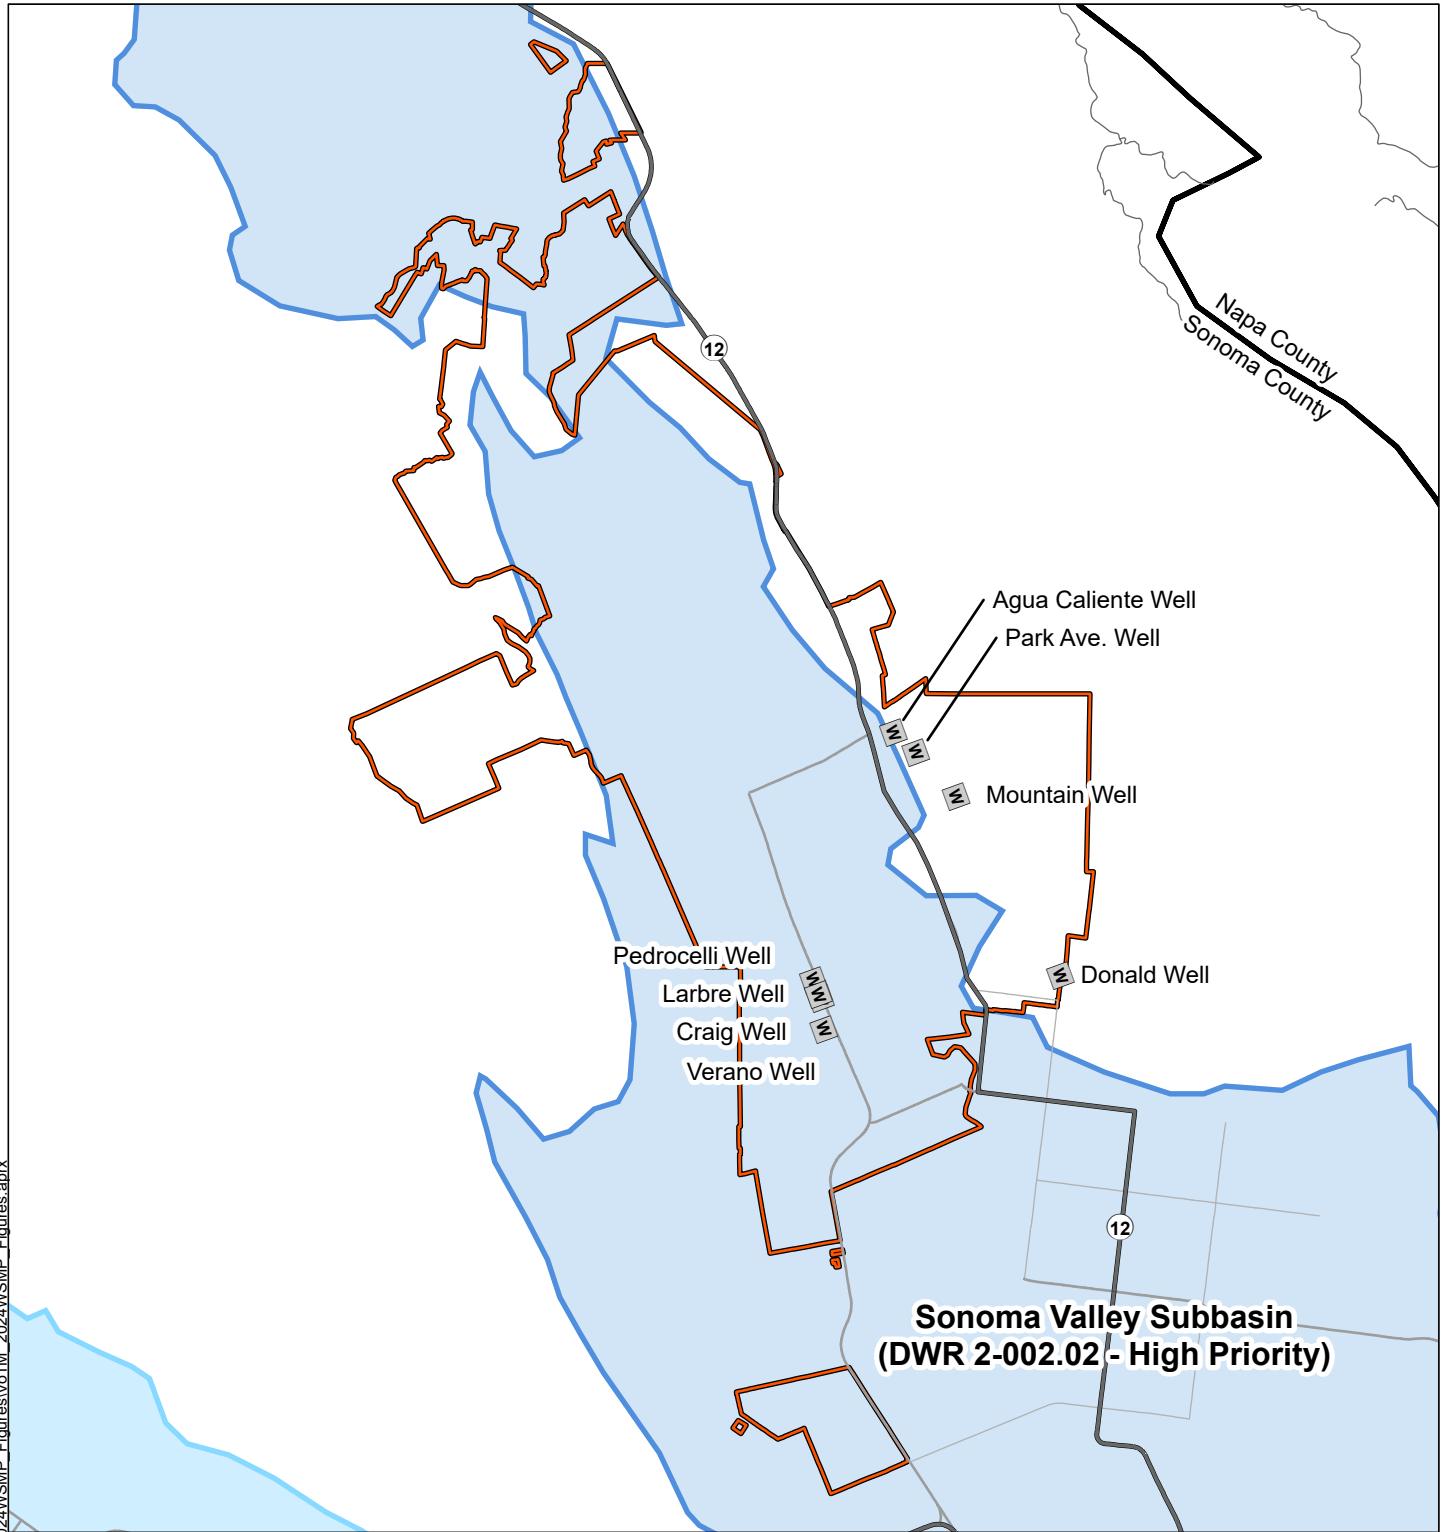 12
Napa County
Sonoma County
Agua Caliente Well
Park Ave. Well
W
W
W
Mountain Well
Pedrocelli Well
W
Donald Well
Larbre Well
W
W
Craig Well
W
Verano Well
12
Sonoma Valley Subbasin
(DWR 2-002.02 - High Priority)